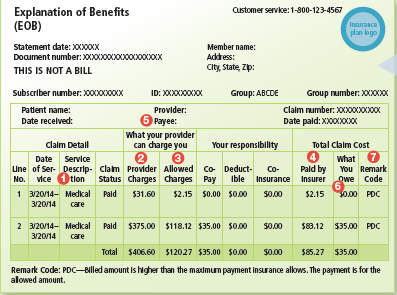 Explanation of Benefits
(EOB)
Customer service: 1-800-123-4567
Insurance
plan logo
Statement date: XXXXXX
Document number: XXXXXXXXXXXXXXXXXX
THIS IS NOT A BILL
Member name:
Address:
City, State, Zip:
Subscriber number: XXXXXXXXX ID: XXXXXXXXX Group: ABCDE Group number: XXXXXX
Patient name: Provider: Claim number: XXXXXXXXXX
Date received: 5 Payee: Date paid: XXXXXXXX
Claim Detail What your provider can charge you Your responsibility Total Claim Cost
2 3 4 7
Line No. Date of Service 1 Service Description Claim Status Provider Charges Allowed Charges Co-Pay Deductible Co-Insurance Paid by Insurer What You Owe Remark Code
6
1 3/20/14– 3/20/14 Medical care Paid $31.60 $2.15 $0.00 $0.00 $0.00 $2.15 $0.00 PDC
2 3/20/14– 3/20/14 Medical care Paid $375.00 $118.12 $35.00 $0.00 $0.00 $83.12 $35.00 PDC
Total $406.60 $120.27 $35.00 $0.00 $0.00 $85.27 $35.00
Remark Code: PDC—Billed amount is higher than the maximum payment insurance allows. The payment is for the
allowed amount.